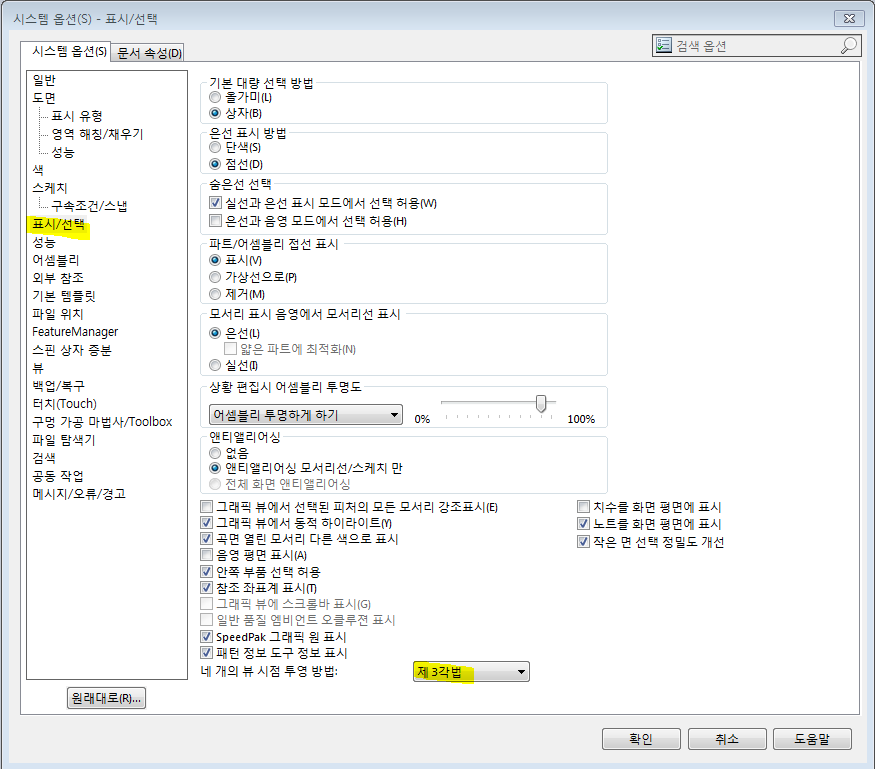 시스템 옵션(S) - 표시/선택
시스템 옵션(S)
문서 속성(D)
검색 옵션
일반
도면
표시 유형
영역 해칭/채우기
성능
색
스케치
구속조건/스냅
표시/선택
성능
어셈블리
외부 참조
기본 템플릿
파일 위치
FeatureManager
스핀 상자 증분
뷰
백업/복구
터치(Touch)
구멍 가공 마법사/Toolbox
파일 탐색기
검색
공동 작업
메시지/오류/경고
원래대로(R)...
기본 대량 선택 방법
올가미(L)
상자(B)
은선 표시 방법
단색(S)
점선(D)
숨은선 선택
실선과 은선 표시 모드에서 선택 허용(W)
은선과 음영 모드에서 선택 허용(H)
파트/어셈블리 접선 표시
표시(V)
가상선으로(P)
제거(M)
모서리 표시 음영에서 모서리선 표시
은선(L)
얇은 파트에 최적화(N)
실선(I)
상황 편집시 어셈블리 투명도
어셈블리 투명하게 하기
0%
100%
앤티앨리어싱
없음
앤티앨리어싱 모서리선/스케치 만
전체 화면 앤티앨리어싱
그래픽 뷰에서 선택된 피처의 모든 모서리 강조표시(E)
그래픽 뷰에서 동적 하이라이트(Y)
곡면 열린 모서리 다른 색으로 표시
음영 평면 표시(A)
안쪽 부품 선택 허용
참조 좌표계 표시(T)
그래픽 뷰에 스크롤바 표시(G)
일반 품질 엠비언트 오클루젼 표시
SpeedPak 그래픽 원 표시
패턴 정보 도구 정보 표시
치수를 화면 평면에 표시
노트를 화면 평면에 표시
작은 면 선택 정밀도 개선
네 개의 뷰 시점 투영 방법:
제 3각법
확인
취소
도움말